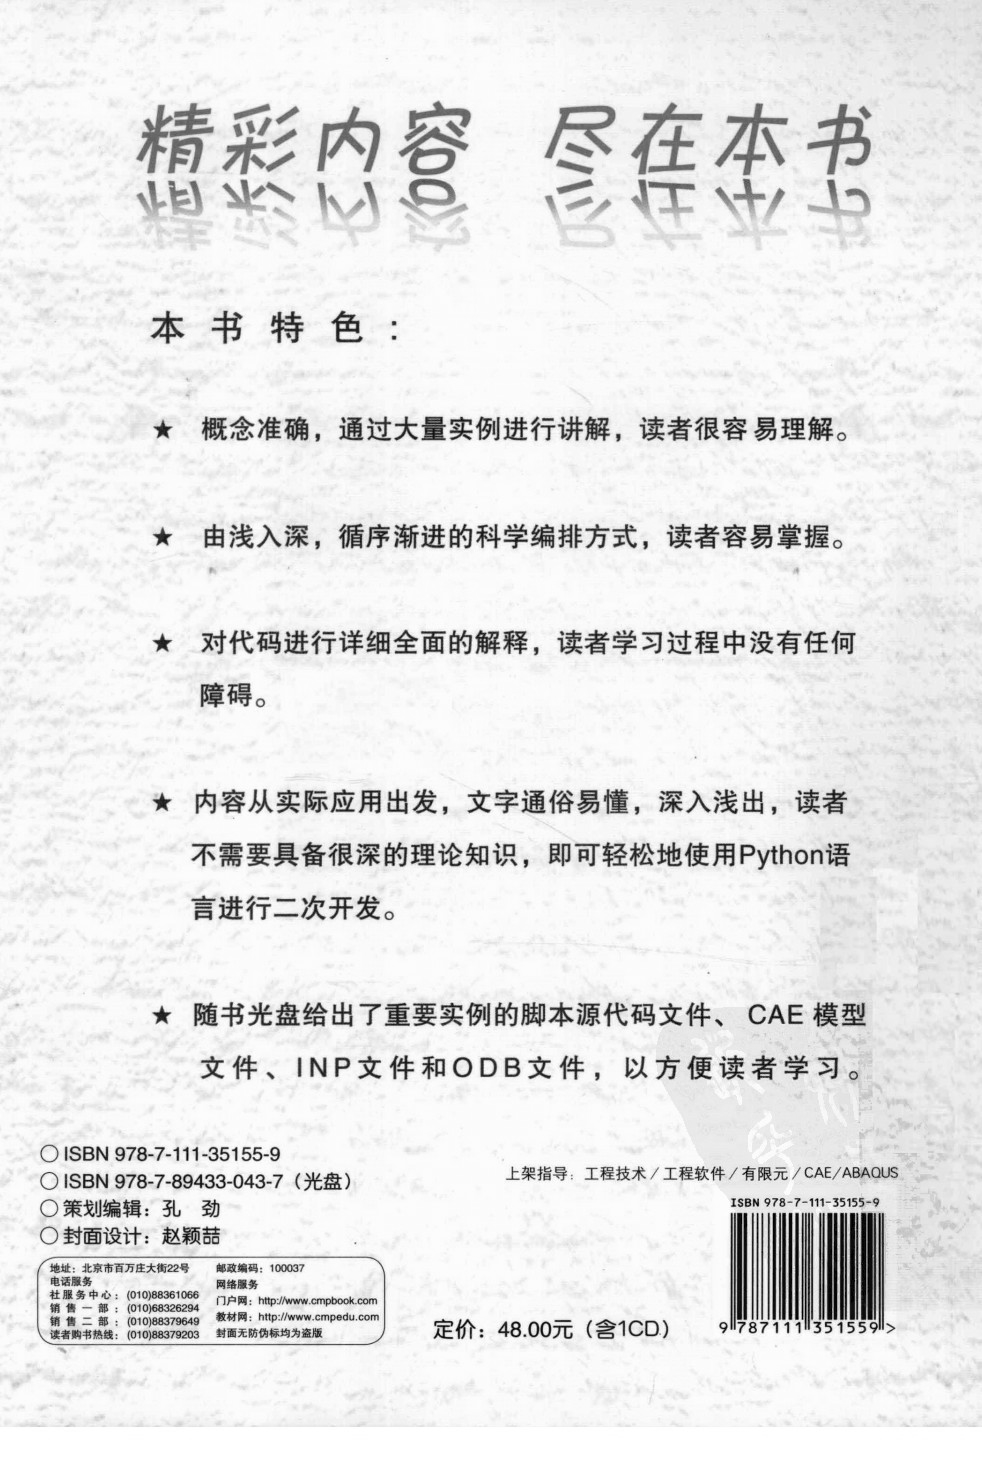 精彩内容 尽在本书
本书特色：
★ 概念准确，通过大量实例进行讲解，读者很容易理解。
★ 由浅入深，循序渐进的科学编排方式，读者容易掌握。
★ 对代码进行详细全面的解释，读者学习过程中没有任何
障碍。
★ 内容从实际应用出发，文字通俗易懂，深入浅出，读者
不需要具备很深的理论知识，即可轻松地使用Python语
言进行二次开发。
★ 随书光盘给出了重要实例的脚本源代码文件、CAE 模型
文件、INP文件和ODB文件，以方便读者学习。
○ ISBN 978-7-111-35155-9
○ ISBN 978-7-89433-043-7（光盘）
○ 策划编辑：孔 劲
○ 封面设计：赵颖喆
地址：北京市百万庄大街22号 邮政编码：100037
电话服务 网络服务
社服务中心：(010)88361066 门户网：http://www.cmpbook.com
销售一部：(010)68326294 教材网：http://www.cmpedu.com
销售二部：(010)88379649 封面无防伪标均为盗版
读者购书热线：(010)88379203
上架指导：工程技术/工程软件/有限元/CAE/ABAQUS
ISBN 978-7-111-35155-9
9 787111 351559 >
定价：48.00元（含1CD）